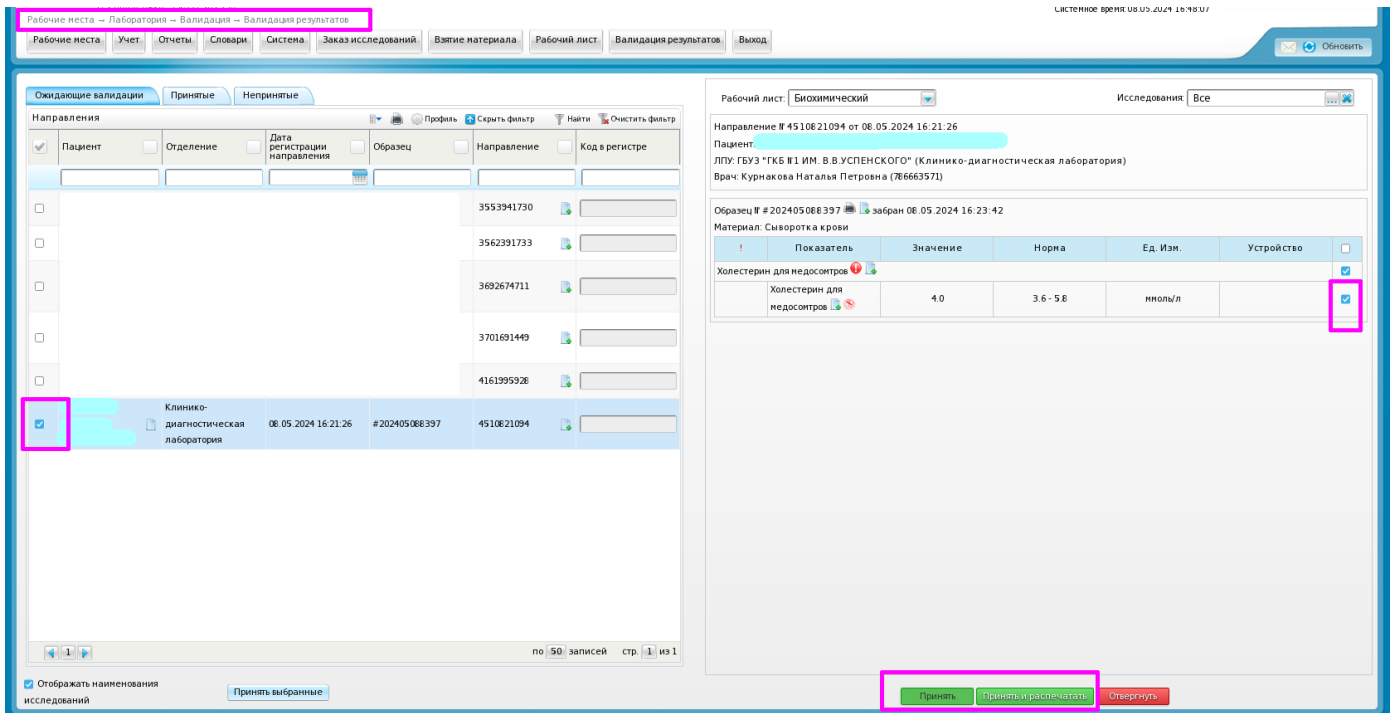 Системное время: 08.05.2024 16:48:07
Рабочие места → Лаборатория → Валидация → Валидация результатов
Рабочие места Учет Отчеты Словари Система Заказ исследований Взятие материала Рабочий лист Валидация результатов Выход
Обновить
Ожидающие валидации Принятые Непринятые
Направления Профиль Скрыть фильтр Найти Очистить фильтр
Пациент Отделение Дата регистрации направления Образец Направление Код в регистре
3553941730
3562391733
3692674711
3701691449
4161995928
Клинико-
диагностическая 08.05.2024 16:21:26 #202405088397 4510821094
лаборатория
1 по 50 записей стр. 1 из 1
Отображать наименования
исследований
Принять выбранные
Рабочий лист: Биохимический Исследования: Все ...
Направление № 4510821094 от 08.05.2024 16:21:26
Пациент:
ЛПУ: ГБУЗ "ГКБ №1 ИМ. В.В.УСПЕНСКОГО" (Клинико-диагностическая лаборатория)
Врач: Курнакова Наталья Петровна (786663571)
Образец № #202405088397 забран 08.05.2024 16:23:42
Материал: Сыворотка крови
! Показатель Значение Норма Ед. Изм. Устройство
Холестерин для медосомтров
Холестерин для
медосомтров 4.0 3.6 - 5.8 ммоль/л
Принять Принять и распечатать Отвергнуть